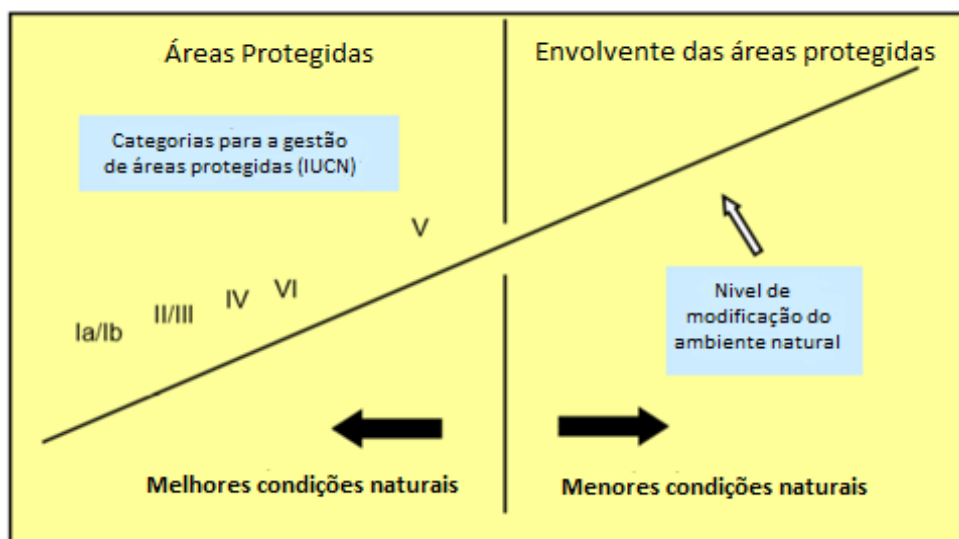 Áreas Protegidas
Envolvente das áreas protegidas
Categorias para a gestão
de áreas protegidas (IUCN)
V
VI
IV
II/III
Ia/Ib
Nivel de
modificação do
ambiente natural
Melhores condições naturais
Menores condições naturais